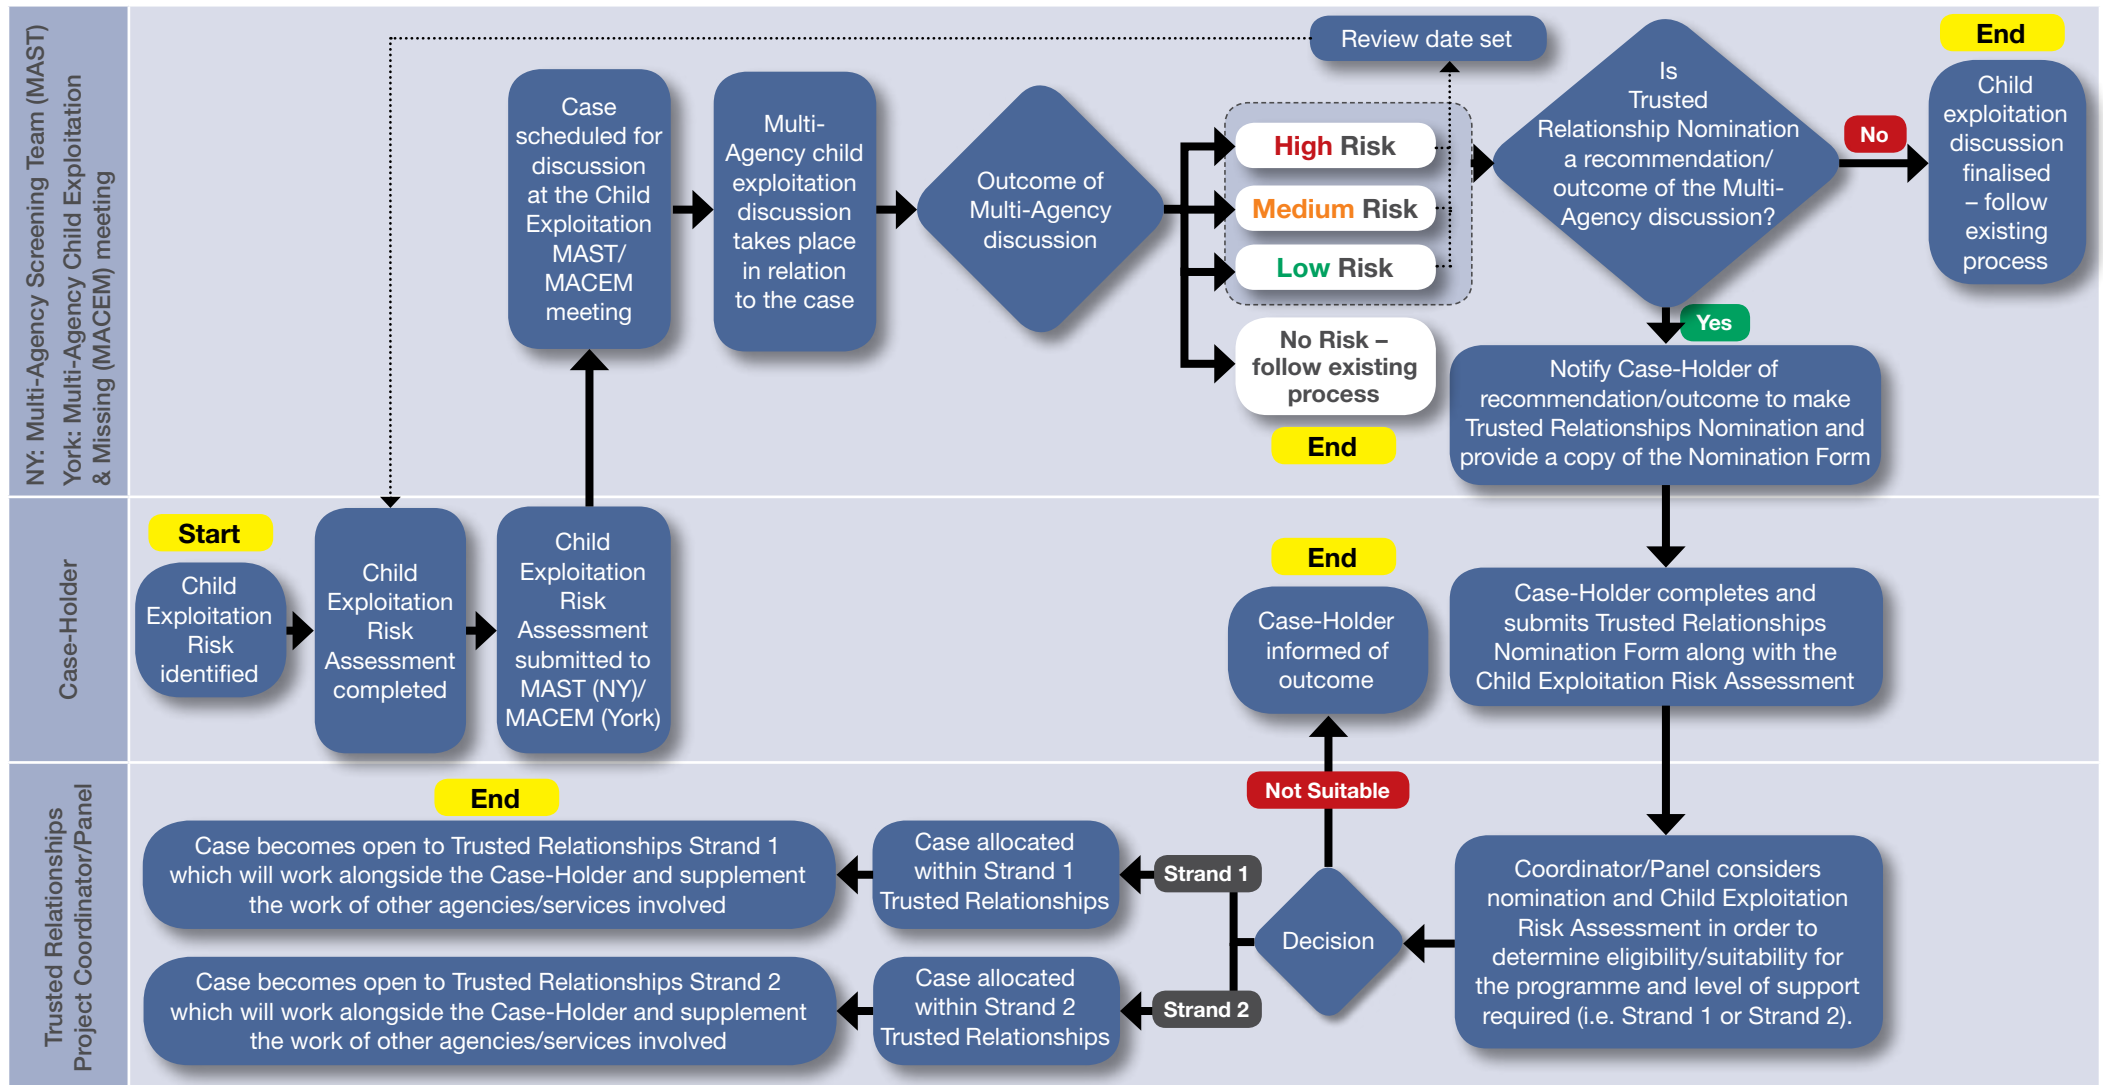 NY: Multi-Agency Screening Team (MAST)
York: Multi-Agency Child Exploitation
& Missing (MACEM) meeting
Case
scheduled for
discussion
at the Child
Exploitation
MAST/
MACEM
meeting
Multi-
Agency child
exploitation
discussion
takes place
in relation
to the case
Outcome of
Multi-Agency
discussion
Review date set
High Risk
Medium Risk
Low Risk
No Risk –
follow existing
process
End
Is
Trusted
Relationship Nomination
a recommendation/
outcome of the Multi-
Agency discussion?
No
End
Child
exploitation
discussion
finalised
– follow
existing
process
Yes
Notify Case-Holder of
recommendation/outcome to make
Trusted Relationships Nomination and
provide a copy of the Nomination Form
Case-Holder
Start
Child
Exploitation
Risk
identified
Child
Exploitation
Risk
Assessment
completed
Child
Exploitation
Risk
Assessment
submitted to
MAST (NY)/
MACEM (York)
End
Case-Holder
informed of
outcome
Case-Holder completes and
submits Trusted Relationships
Nomination Form along with the
Child Exploitation Risk Assessment
Trusted Relationships
Project Coordinator/Panel
End
Case becomes open to Trusted Relationships Strand 1
which will work alongside the Case-Holder and supplement
the work of other agencies/services involved
Case allocated
within Strand 1
Trusted Relationships
Strand 1
Not Suitable
Decision
Coordinator/Panel considers
nomination and Child Exploitation
Risk Assessment in order to
determine eligibility/suitability for
the programme and level of support
required (i.e. Strand 1 or Strand 2).
Case becomes open to Trusted Relationships Strand 2
which will work alongside the Case-Holder and supplement
the work of other agencies/services involved
Case allocated
within Strand 2
Trusted Relationships
Strand 2